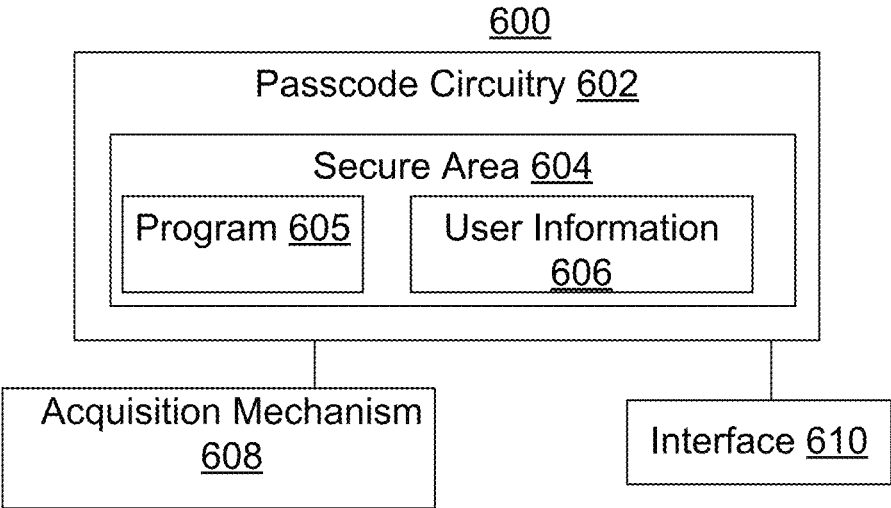 600
Passcode Circuitry 602
Secure Area 604
Program 605
User Information
606
Acquisition Mechanism
608
Interface 610